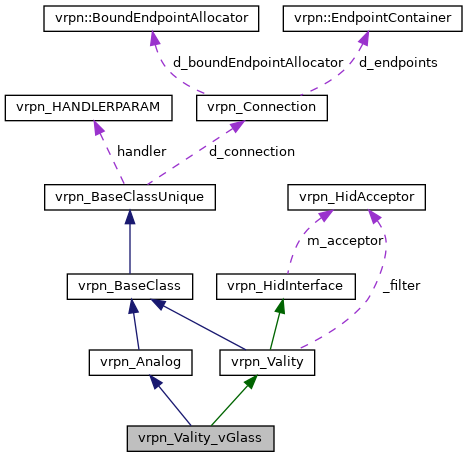 vrpn::BoundEndpointAllocator
vrpn::EndpointContainer
d_boundEndpointAllocator
d_endpoints
vrpn_HANDLERPARAM
vrpn_Connection
handler
d_connection
vrpn_BaseClassUnique
vrpn_HidAcceptor
m_acceptor
vrpn_BaseClass
vrpn_HidInterface
_filter
vrpn_Analog
vrpn_Vality
vrpn_Vality_vGlass